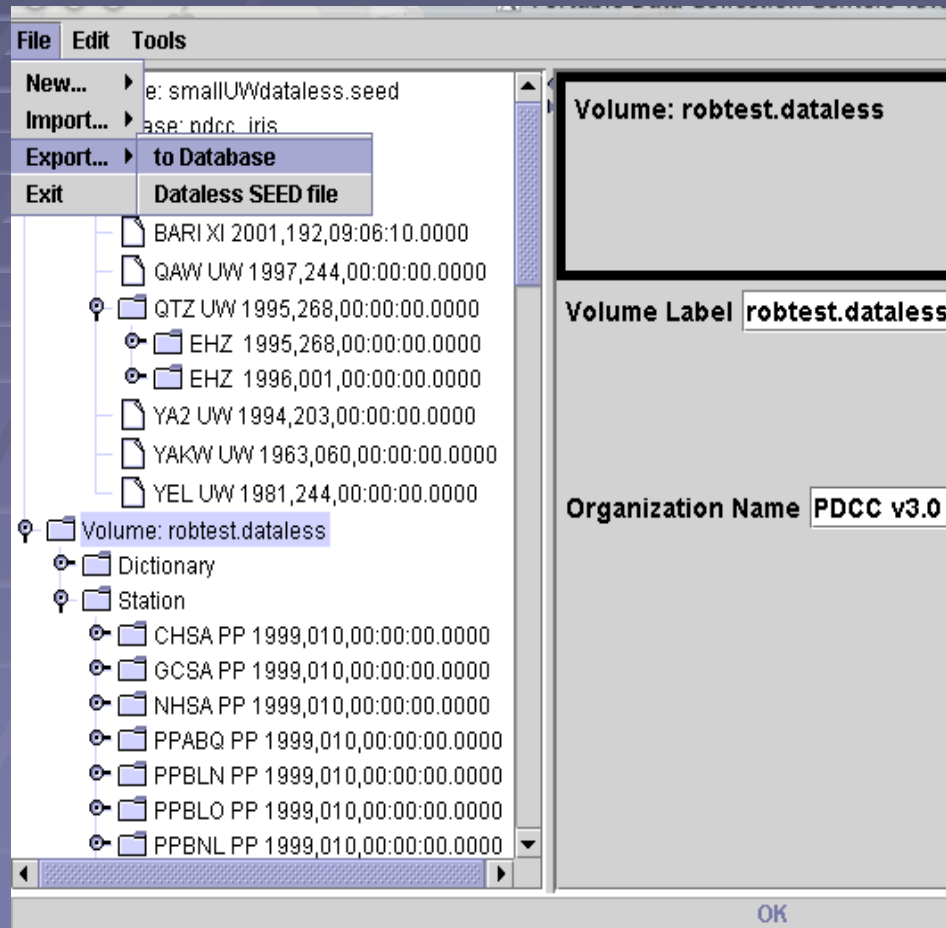 File Edit Tools
New...
Import...
Export...
Exit
to Database
Dataless SEED file
e: smallUWdataless.seed
ase: pdcc_iris
BARI XI 2001,192,09:06:10.0000
QAW UW 1997,244,00:00:00.0000
QTZ UW 1995,268,00:00:00.0000
EHZ 1995,268,00:00:00.0000
EHZ 1996,001,00:00:00.0000
YA2 UW 1994,203,00:00:00.0000
YAKW UW 1963,060,00:00:00.0000
YEL UW 1981,244,00:00:00.0000
Volume: robtest.dataless
Dictionary
Station
CHSA PP 1999,010,00:00:00.0000
GCSA PP 1999,010,00:00:00.0000
NHSA PP 1999,010,00:00:00.0000
PPABQ PP 1999,010,00:00:00.0000
PPBLN PP 1999,010,00:00:00.0000
PPBLO PP 1999,010,00:00:00.0000
PPBNL PP 1999,010,00:00:00.0000
Volume: robtest.dataless
Volume Label robtest.dataless
Organization Name PDCC v3.0
OK